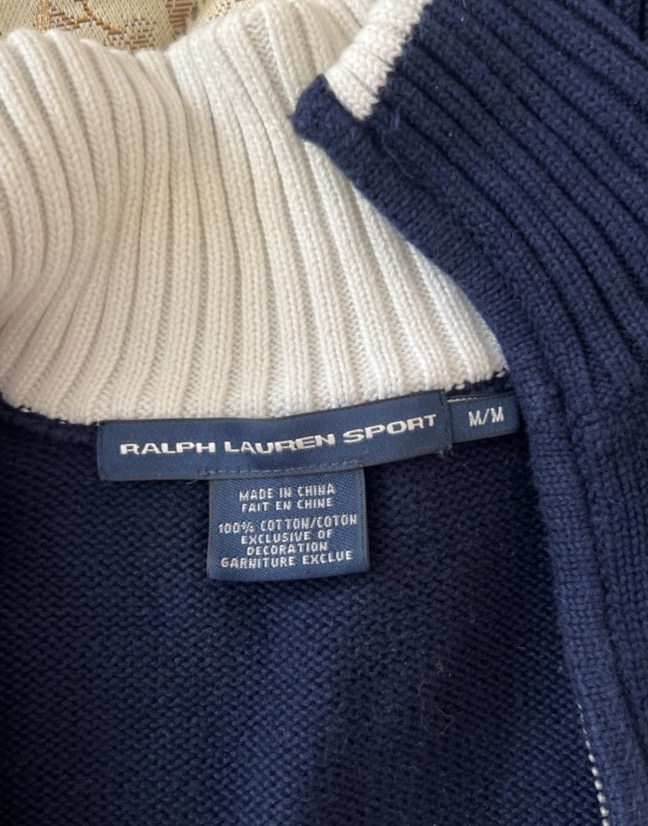 RALPH LAUREN SPORT
M/M
MADE IN CHINA
FAIT EN CHINE
100% COTTON/COTON
EXCLUSIVE OF
DECORATION
GARNITURE EXCLUE